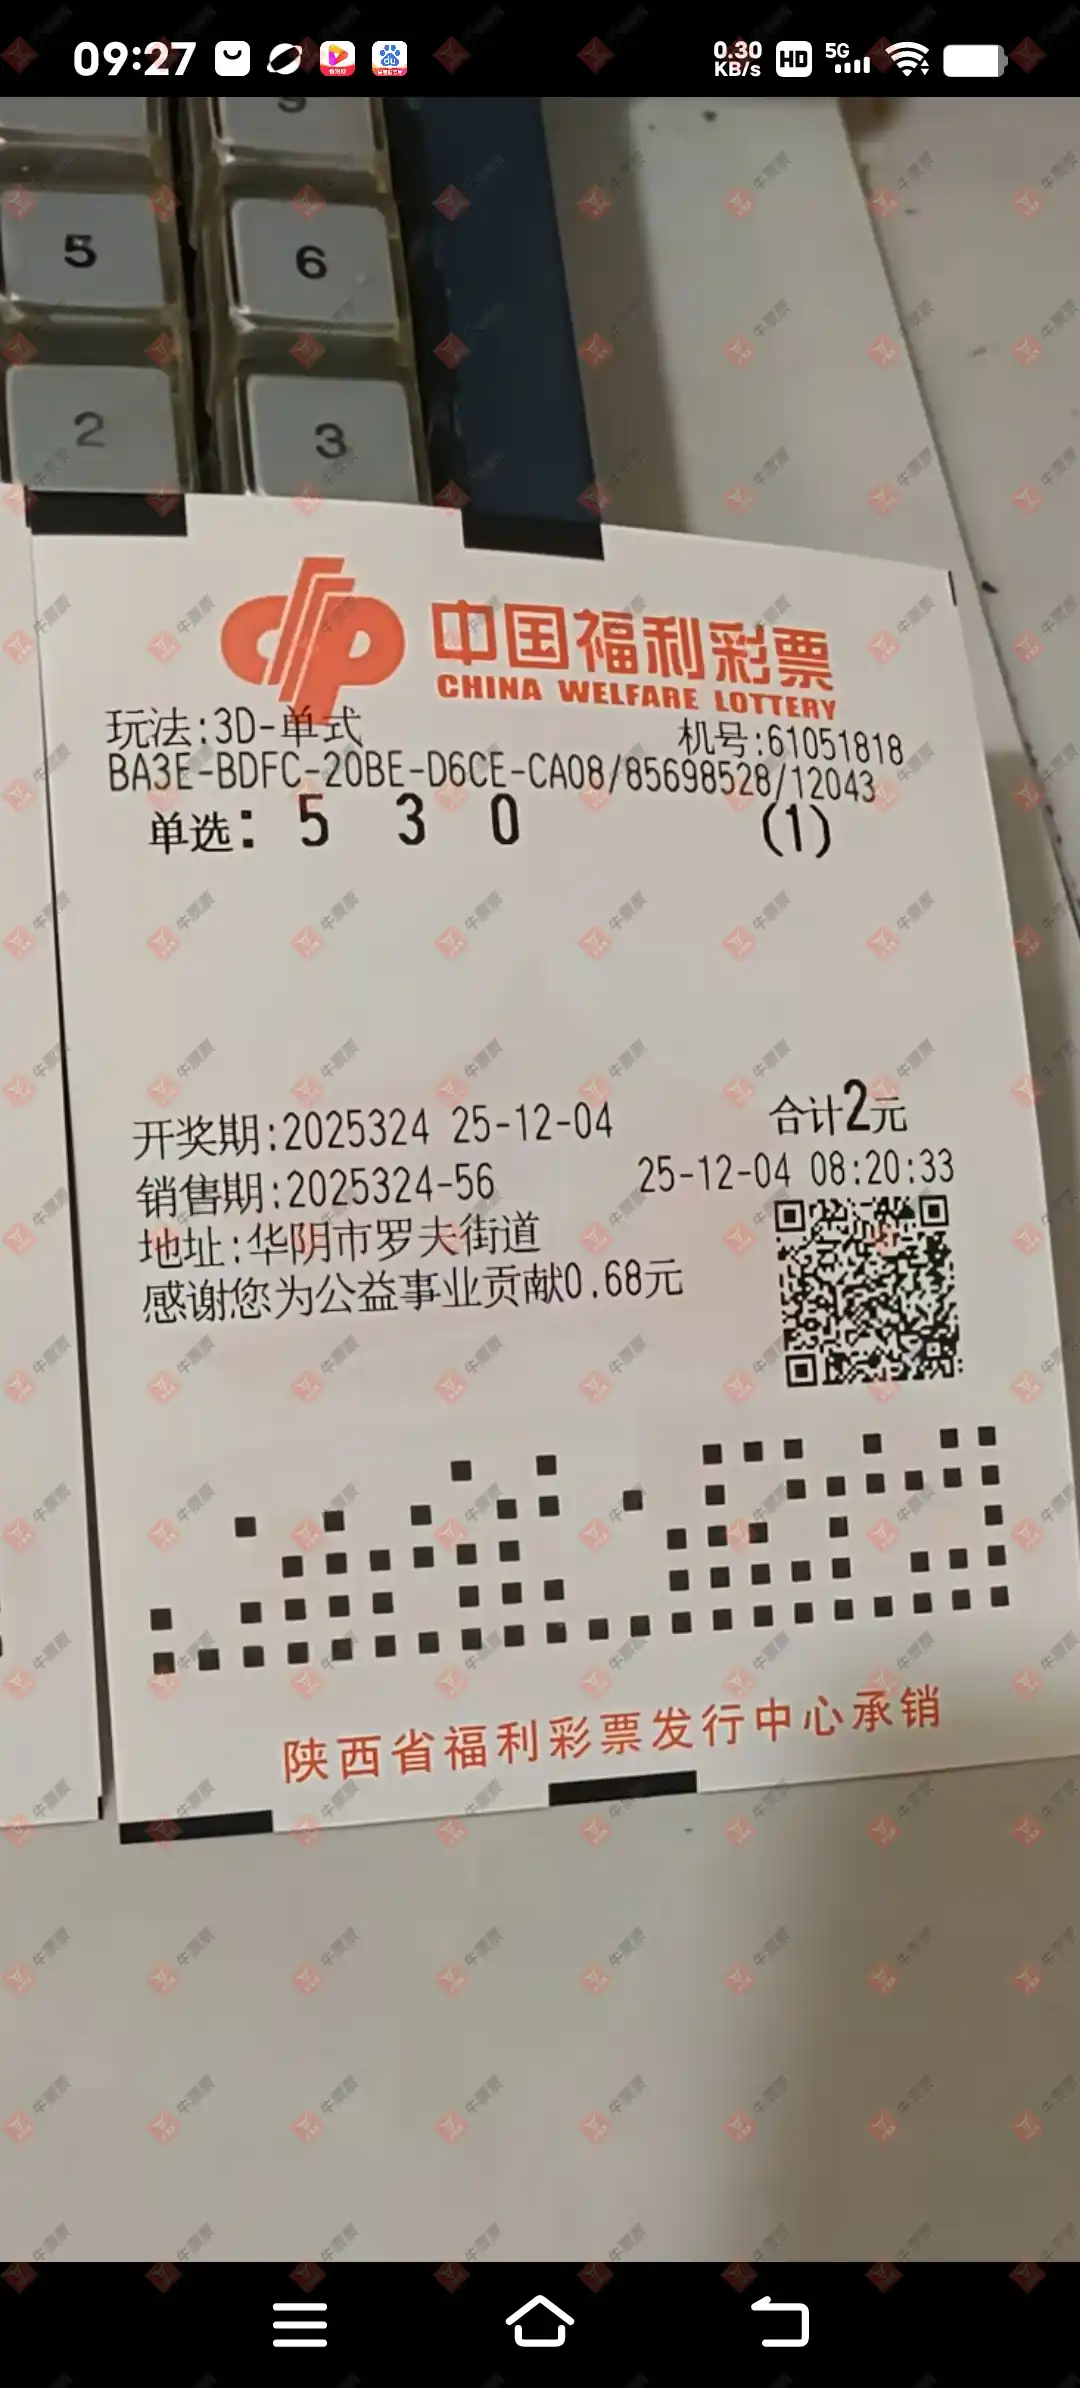 09:27
0.30
KB/s
HD
5G
5
6
2
3
中国福利彩票
CHINA WELFARE LOTTERY
玩法:3D-单式
机号:61051818
BA3E-BDFC-20BE-D6CE-CA08/85698528/12043
单选: 5 3 0 (1)
开奖期:2025324 25-12-04
合计2元
销售期:2025324-56
25-12-04 08:20:33
地址:华阴市罗夫街道
感谢您为公益事业贡献0.68元
陕西省福利彩票发行中心承销
牛票票